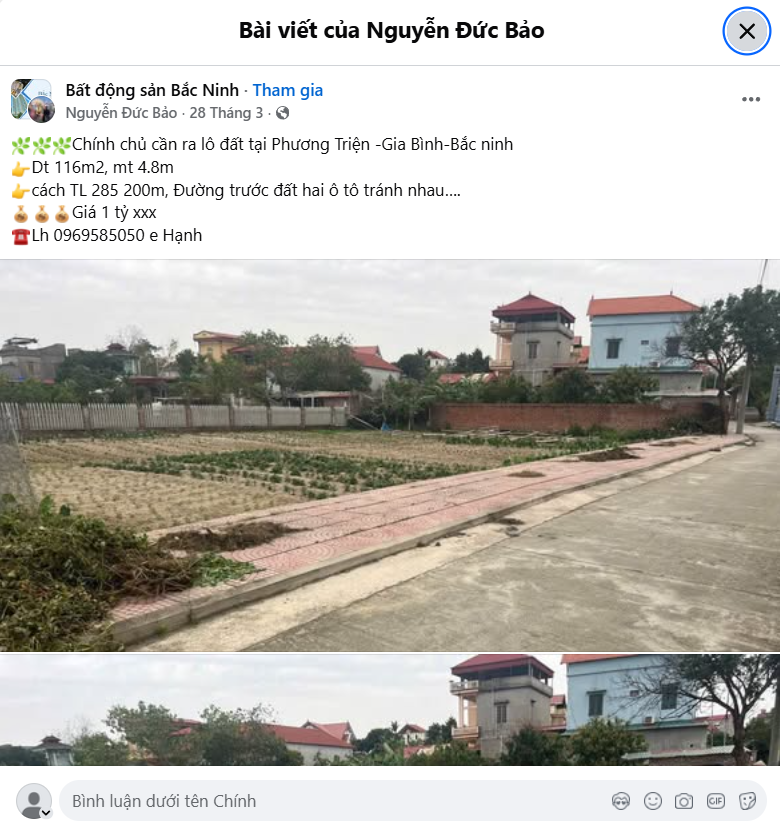 Bài viết của Nguyễn Đức Bảo
Bất động sản Bắc Ninh · Tham gia
Nguyễn Đức Bảo · 28 Tháng 3 ·
🌿🌿🌿Chính chủ cần ra lô đất tại Phương Triện -Gia Bình-Bắc ninh
👉Dt 116m2, mt 4.8m
👉cách TL 285 200m, Đường trước đất hai ô tô tránh nhau....
💰💰💰Giá 1 tỷ xxx
☎️Lh 0969585050 e Hạnh
Bình luận dưới tên Chính
GIF